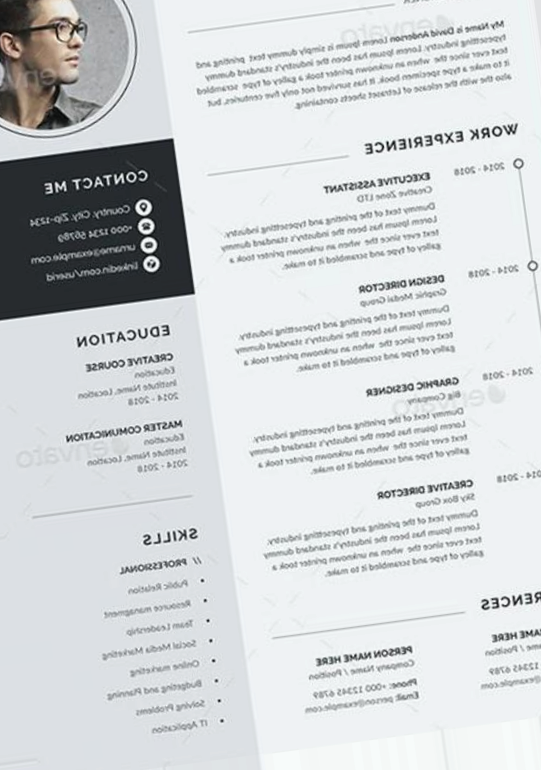 My Name is David Anderson Lorem Ipsum is simply dummy text printing and
typesetting industry. Lorem Ipsum has been the industry's standard dummy
text ever since the when an unknown printer took a galley of type scrambled
it to make a type specimen book. It has survived not only five centuries, but
also the with the release of Letraset sheets containing.
WORK EXPERIENCE
2014 - 2018
EXECUTIVE ASSISTANT
Creative Zone LTD
Dummy text of the printing and typesetting industry.
Lorem Ipsum has been the industry's standard dummy
text ever since the when an unknown printer took a
galley of type and scrambled it to make.
2014 - 2018
DESIGN DIRECTOR
Graphic Media Group
Dummy text of the printing and typesetting industry.
Lorem Ipsum has been the industry's standard dummy
text ever since the when an unknown printer took a
galley of type and scrambled it to make.
2014 - 2018
GRAPHIC DESIGNER
Big Company
Dummy text of the printing and typesetting industry.
Lorem Ipsum has been the industry's standard dummy
text ever since the when an unknown printer took a
galley of type and scrambled it to make.
2014 - 2018
CREATIVE DIRECTOR
Sky Box Group
Dummy text of the printing and typesetting industry.
Lorem Ipsum has been the industry's standard dummy
text ever since the when an unknown printer took a
galley of type and scrambled it to make.
RENCES
ME HERE
/ Position
12345 6789
PERSON NAME HERE
Company Name / Position
Phone: +000 12345 6789
Email: person@example.com
CONTACT ME
Country, City, Zip-1234
+000 1234 56789
urname@example.com
linkedin.com/userid
EDUCATION
CREATIVE COURSE
Education
Institute Name, Location
2014 - 2018
MASTER COMUNICATION
Education
Institute Name, Location
2014 - 2018
SKILLS
// PROFESSIONAL
Public Relation
Resource managment
Team Leadership
Social Media Marketing
Online marketing
Budgeting and Planning
Solving Problems
IT Application
envato
envato
envato